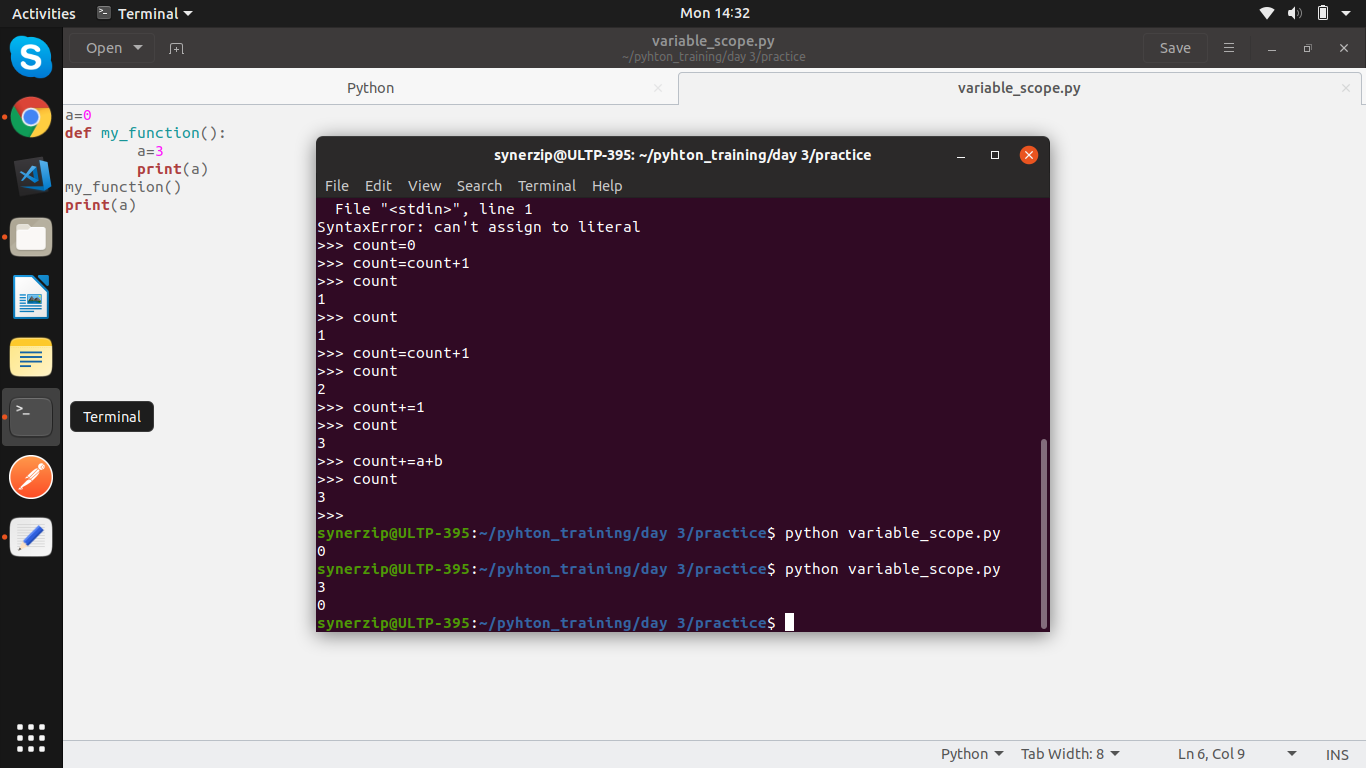 Activities Terminal Mon 14:32
Open variable_scope.py Save
~/pyhton_training/day 3/practice
Python variable_scope.py
a=0
def my_function():
        a=3
        print(a)
my_function()
print(a)
synerzip@ULTP-395: ~/pyhton_training/day 3/practice
File Edit View Search Terminal Help
  File "<stdin>", line 1
SyntaxError: can't assign to literal
>>> count=0
>>> count=count+1
>>> count
1
>>> count
1
>>> count=count+1
>>> count
2
>>> count+=1
>>> count
3
>>> count+=a+b
>>> count
3
>>>
synerzip@ULTP-395:~/pyhton_training/day 3/practice$ python variable_scope.py
0
synerzip@ULTP-395:~/pyhton_training/day 3/practice$ python variable_scope.py
3
0
synerzip@ULTP-395:~/pyhton_training/day 3/practice$
Terminal
Python Tab Width: 8 Ln 6, Col 9 INS